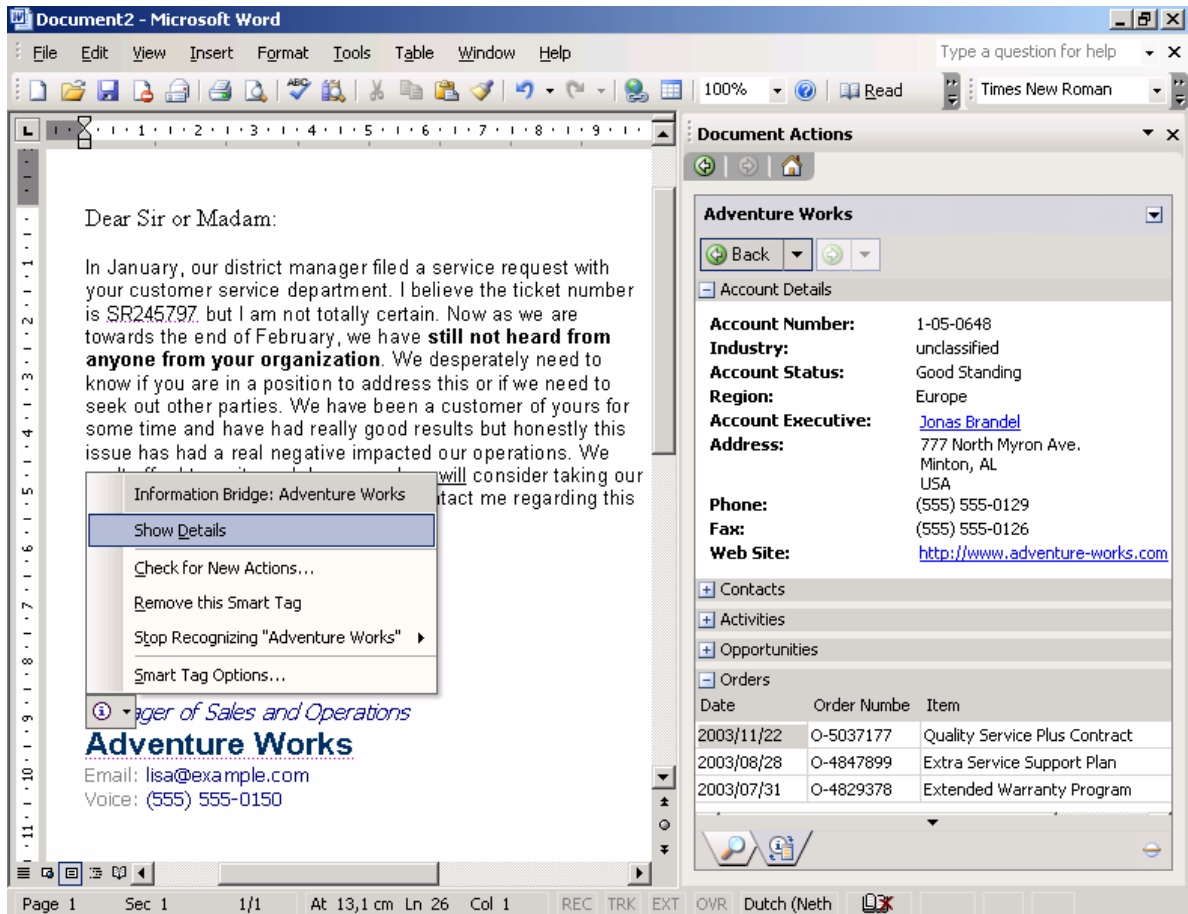 Document2 - Microsoft Word
File Edit View Insert Format Tools Table Window Help Type a question for help
100% Read Times New Roman
1 2 3 4 5 6 7 8 9
Dear Sir or Madam:
In January, our district manager filed a service request with
your customer service department. I believe the ticket number
is SR245797 but I am not totally certain. Now as we are
towards the end of February, we have still not heard from
anyone from your organization. We desperately need to
know if you are in a position to address this or if we need to
seek out other parties. We have been a customer of yours for
some time and have had really good results but honestly this
issue has had a real negative impacted our operations. We
will consider taking our
regarding this
Information Bridge: Adventure Works
Show Details
Check for New Actions...
Remove this Smart Tag
Stop Recognizing "Adventure Works"
Smart Tag Options...
ager of Sales and Operations
Adventure Works
Email: lisa@example.com
Voice: (555) 555-0150
Document Actions
Adventure Works
Back
Account Details
Account Number: 1-05-0648
Industry: unclassified
Account Status: Good Standing
Region: Europe
Account Executive: Jonas Brandel
Address: 777 North Myron Ave.
Minton, AL
USA
Phone: (555) 555-0129
Fax: (555) 555-0126
Web Site: http://www.adventure-works.com
Contacts
Activities
Opportunities
Orders
Date Order Numbe Item
2003/11/22 O-5037177 Quality Service Plus Contract
2003/08/28 O-4847899 Extra Service Support Plan
2003/07/31 O-4829378 Extended Warranty Program
Page 1 Sec 1 1/1 At 13,1 cm Ln 26 Col 1 REC TRK EXT OVR Dutch (Neth